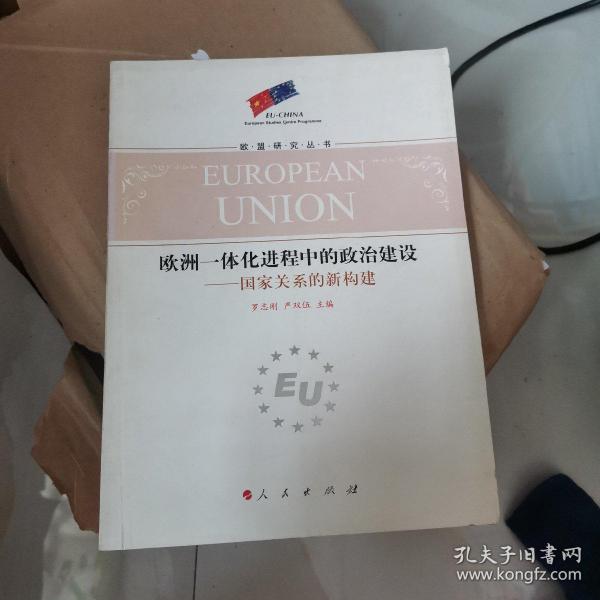 EU-CHINA
European Studies Centre Programme
欧·盟·研·究·丛·书
EUROPEAN
UNION
欧洲一体化进程中的政治建设
——国家关系的新构建
罗志刚 严双伍 主编
EU
人民出版社
孔夫子旧书网
www.kongfz.com